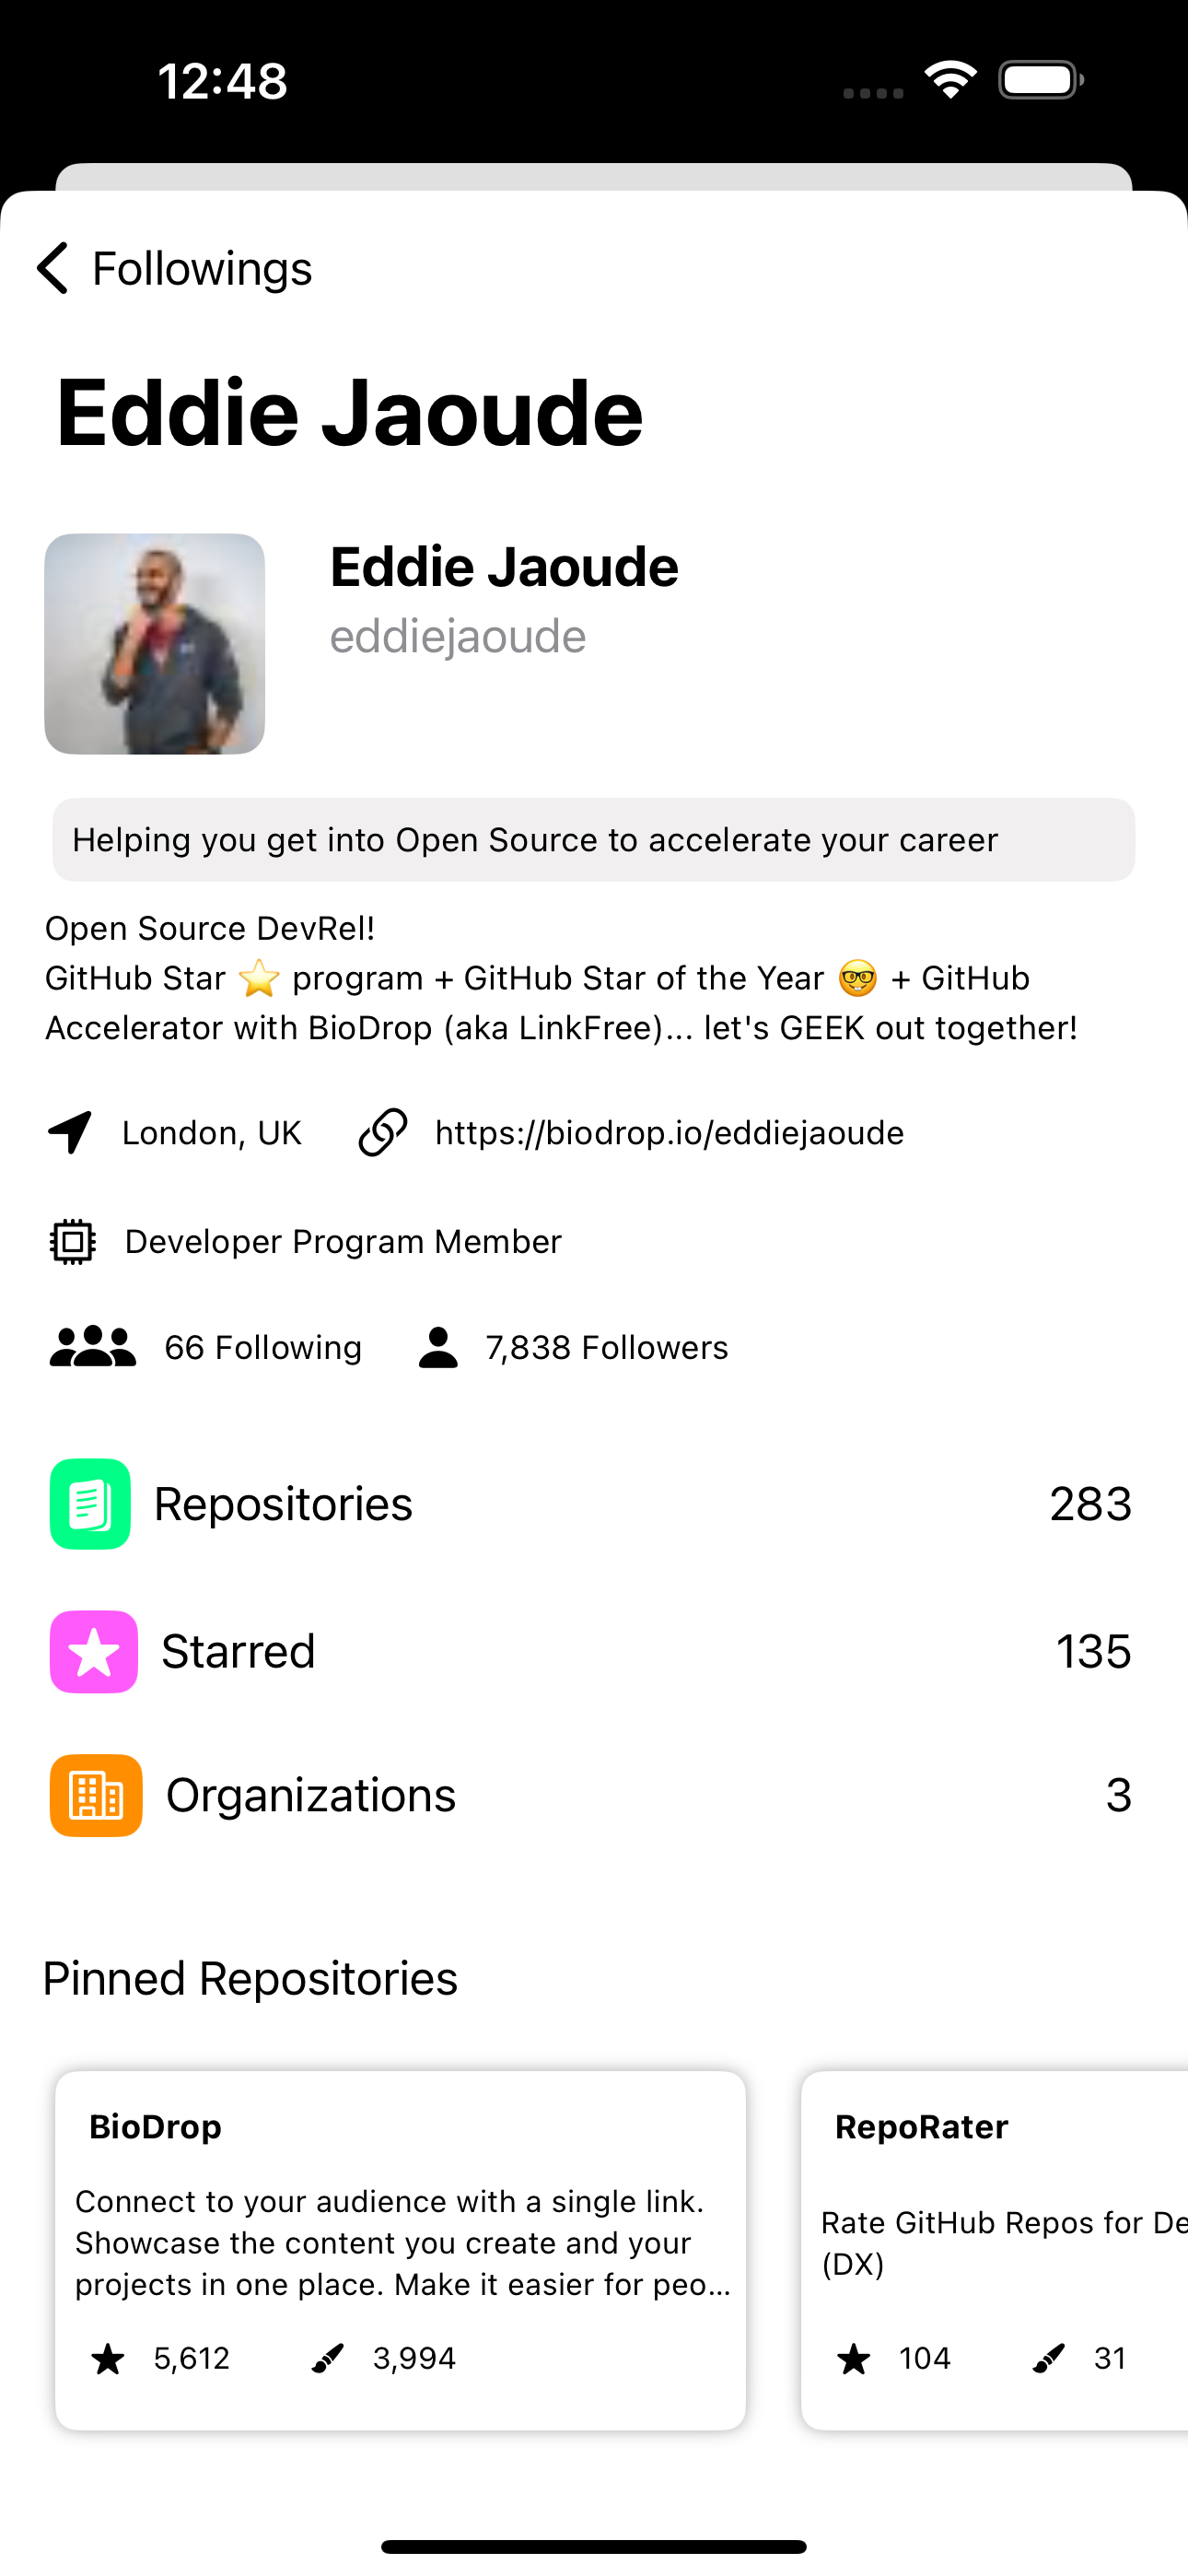 12:48
Followings
Eddie Jaoude
Eddie Jaoude
eddiejaoude
Helping you get into Open Source to accelerate your career
Open Source DevRel!
GitHub Star ⭐ program + GitHub Star of the Year 🤓 + GitHub
Accelerator with BioDrop (aka LinkFree)... let's GEEK out together!
London, UK https://biodrop.io/eddiejaoude
Developer Program Member
66 Following 7,838 Followers
Repositories 283
Starred 135
Organizations 3
Pinned Repositories
BioDrop
Connect to your audience with a single link.
Showcase the content you create and your
projects in one place. Make it easier for peo...
5,612 3,994
RepoRater
Rate GitHub Repos for De
(DX)
104 31